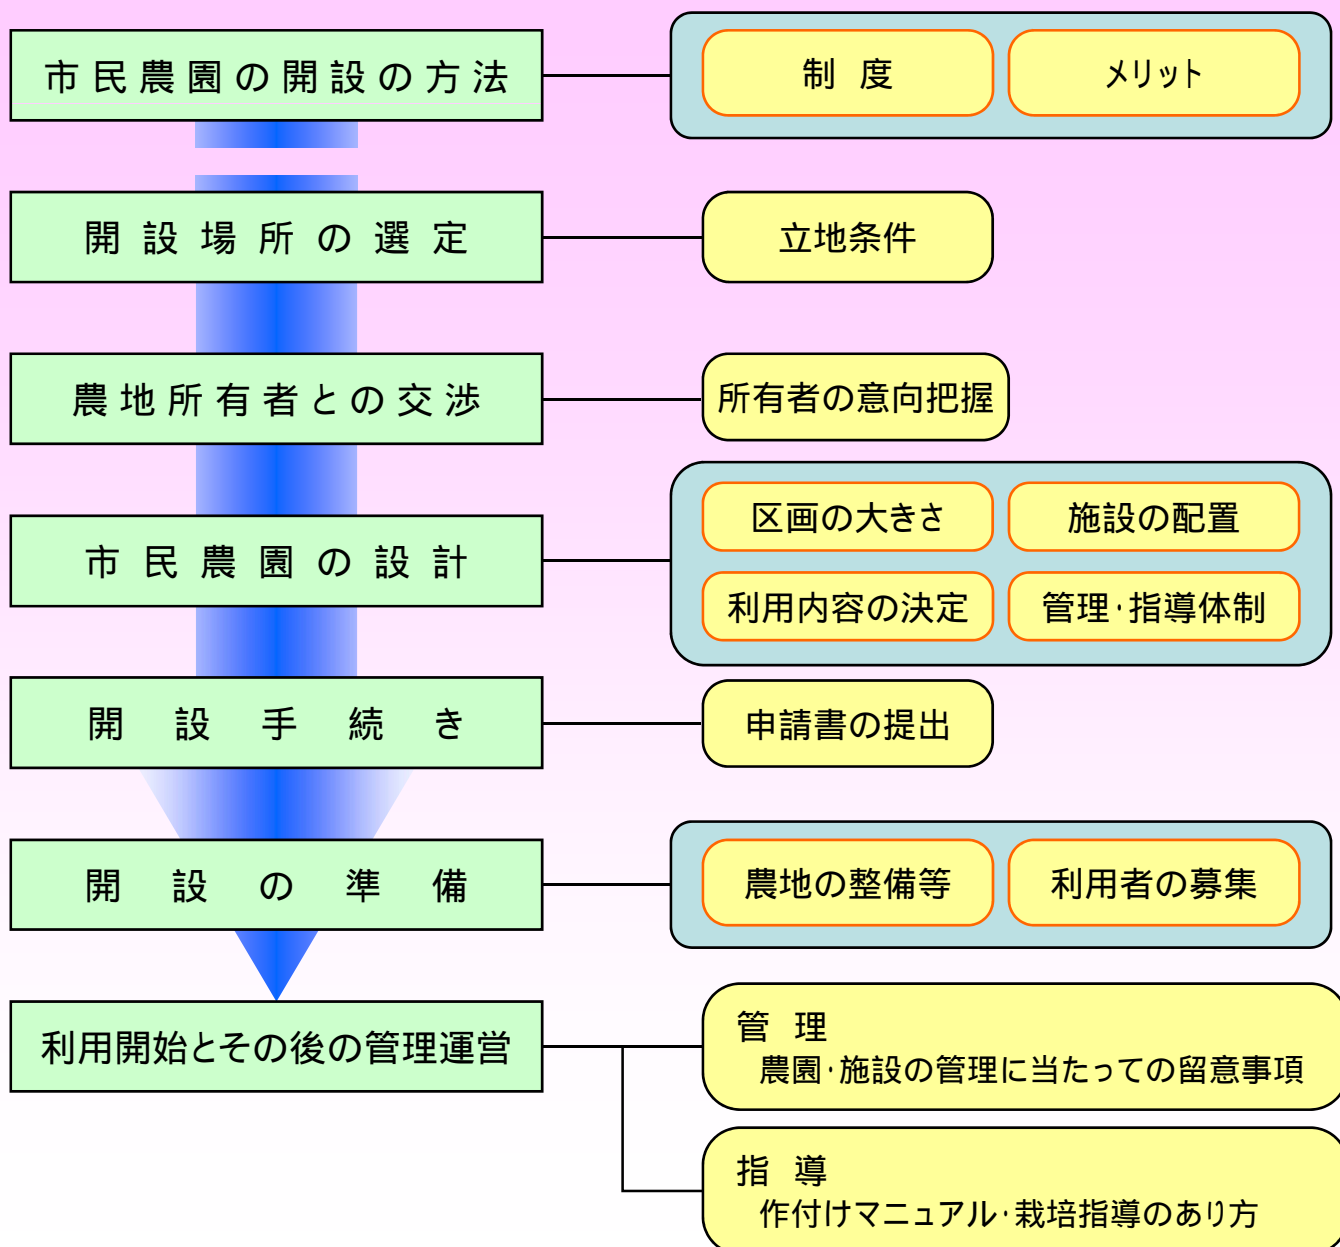 市民農園の開設の方法
制度
メリット
開設場所の選定
立地条件
農地所有者との交渉
所有者の意向把握
市民農園の設計
区画の大きさ
施設の配置
利用内容の決定
管理・指導体制
開設手続き
申請書の提出
開設の準備
農地の整備等
利用者の募集
利用開始とその後の管理運営
管理
農園・施設の管理に当たっての留意事項
指導
作付けマニュアル・栽培指導のあり方